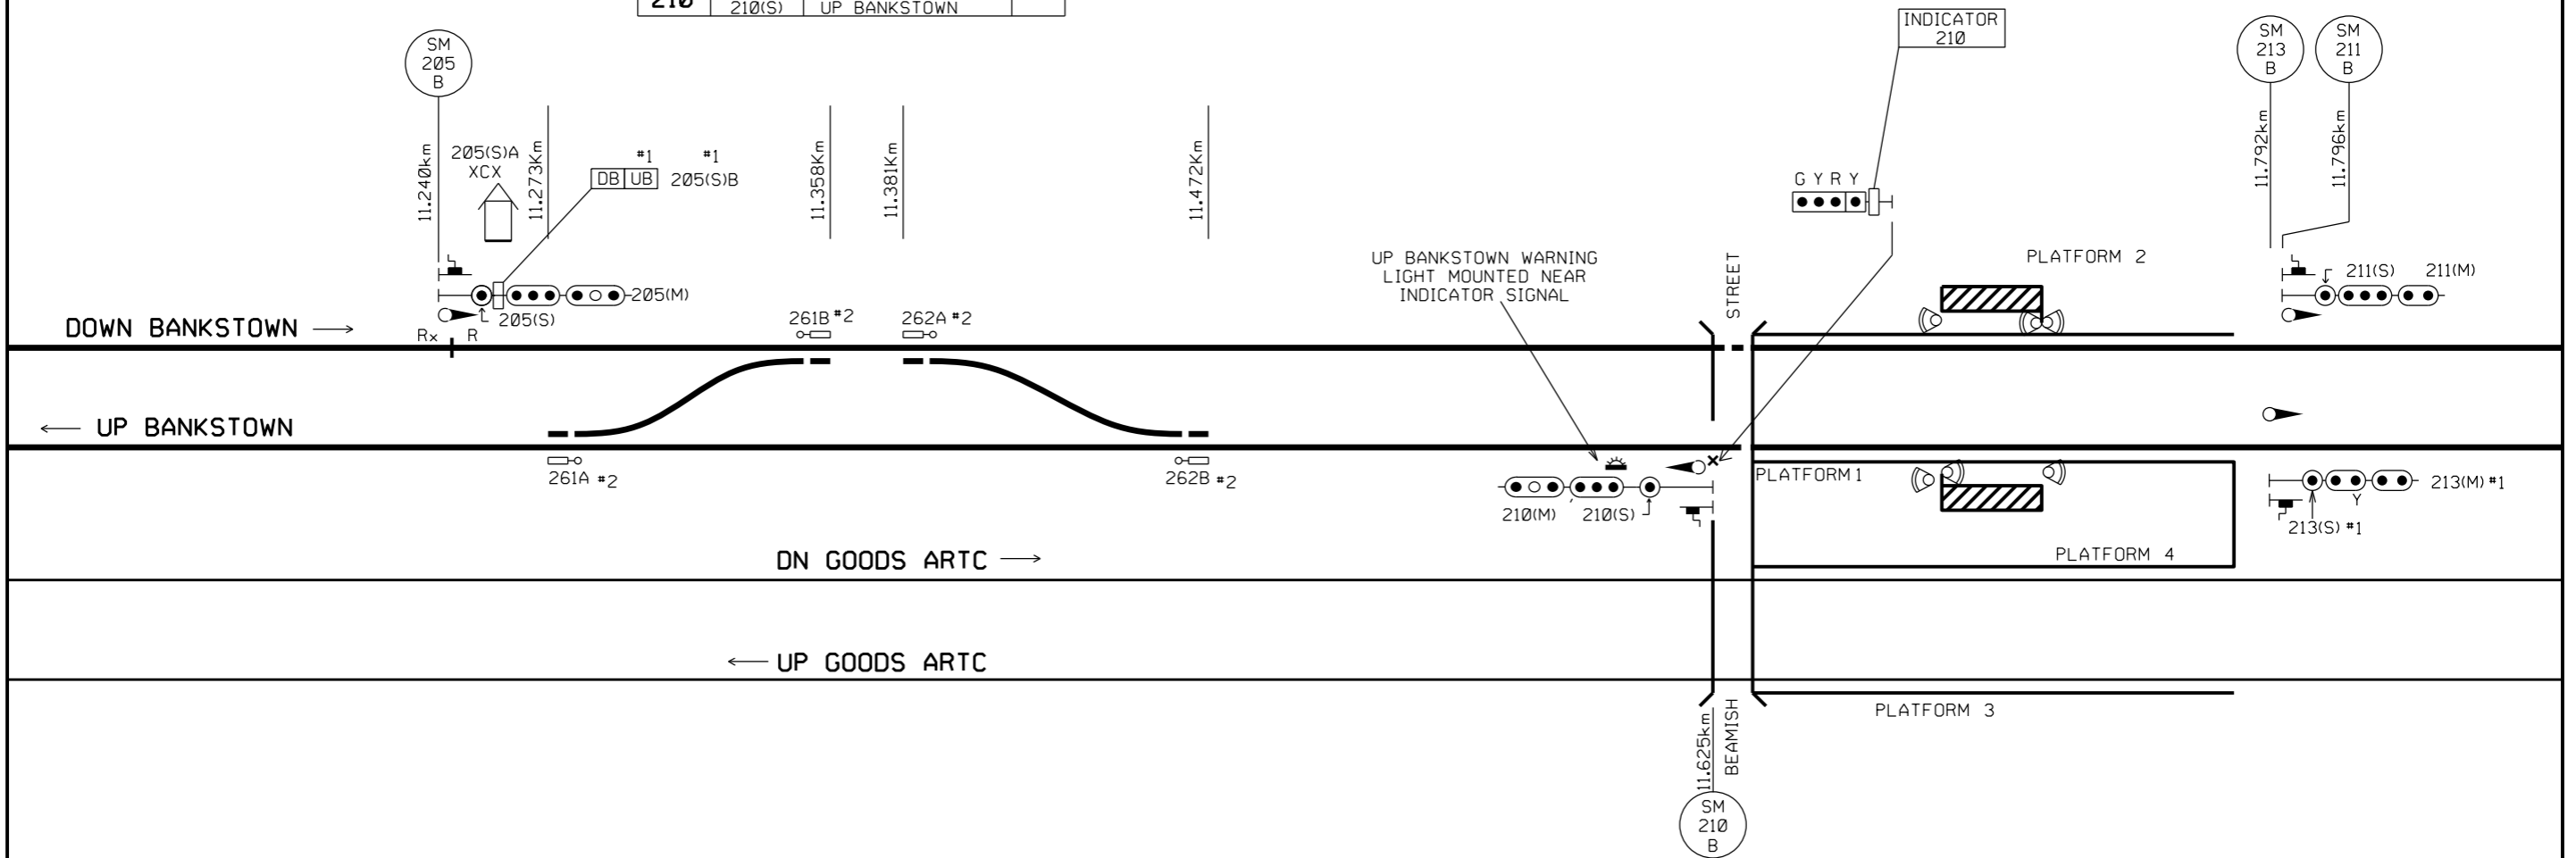 210
210(S)
UP BANKSTOWN
INDICATOR
210
SM
205
B
SM
213
B
SM
211
B
11.240km
205(S)A
XCX
11.273Km
#1
#1
DB UB
205(S)B
11.358Km
11.381Km
11.472Km
11.792km
11.796km
G Y R Y
UP BANKSTOWN WARNING
LIGHT MOUNTED NEAR
INDICATOR SIGNAL
STREET
PLATFORM 2
205(M)
205(S)
211(S)
211(M)
DOWN BANKSTOWN
Rx
R
261B #2
262A #2
UP BANKSTOWN
261A #2
262B #2
210(M)
210(S)
PLATFORM 1
213(M) #1
Y
213(S) #1
DN GOODS ARTC
PLATFORM 4
UP GOODS ARTC
PLATFORM 3
11.625km
BEAMISH
SM
210
B